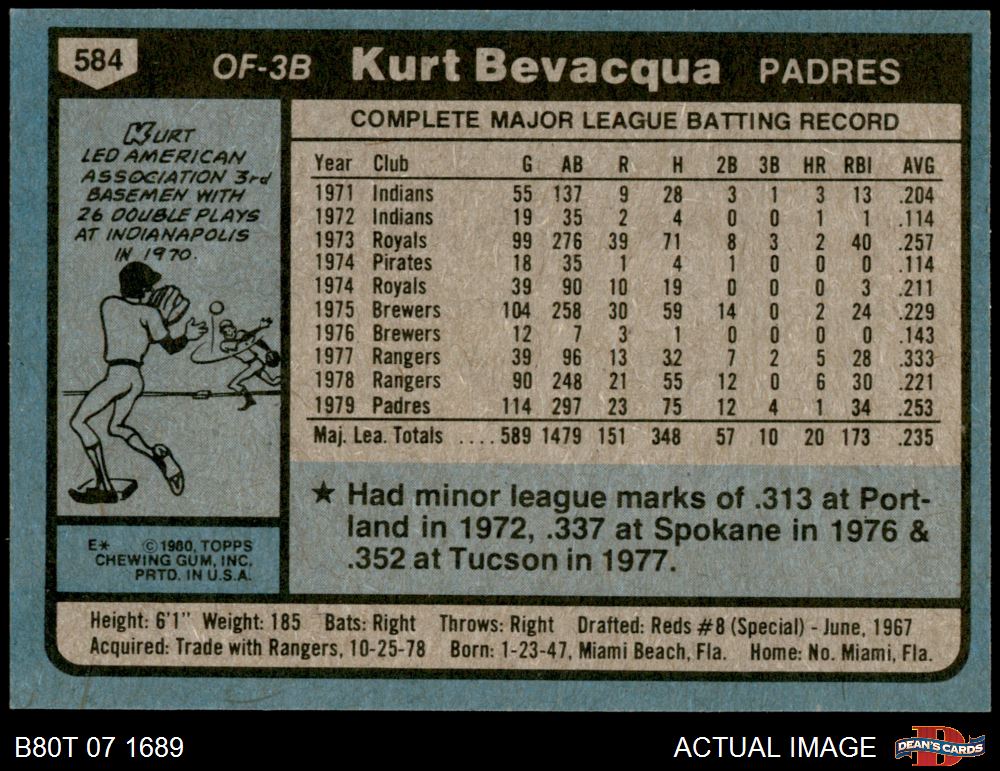 584 OF-3B Kurt Bevacqua PADRES
KURT
LED AMERICAN
ASSOCIATION 3rd
BASEMEN WITH
26 DOUBLE PLAYS
AT INDIANAPOLIS
IN 1970.
E* ©1980, TOPPS
CHEWING GUM, INC.
PRTD. IN U.S.A.
COMPLETE MAJOR LEAGUE BATTING RECORD
Year Club G AB R H 2B 3B HR RBI AVG
1971 Indians 55 137 9 28 3 1 3 13 .204
1972 Indians 19 35 2 4 0 0 1 1 .114
1973 Royals 99 276 39 71 8 3 2 40 .257
1974 Pirates 18 35 1 4 1 0 0 0 .114
1974 Royals 39 90 10 19 0 0 0 3 .211
1975 Brewers 104 258 30 59 14 0 2 24 .229
1976 Brewers 12 7 3 1 0 0 0 0 .143
1977 Rangers 39 96 13 32 7 2 5 28 .333
1978 Rangers 90 248 21 55 12 0 6 30 .221
1979 Padres 114 297 23 75 12 4 1 34 .253
Maj. Lea. Totals ....589 1479 151 348 57 10 20 173 .235
★ Had minor league marks of .313 at Port-
land in 1972, .337 at Spokane in 1976 &
.352 at Tucson in 1977.
Height: 6'1" Weight: 185 Bats: Right Throws: Right Drafted: Reds #8 (Special) - June, 1967
Acquired: Trade with Rangers, 10-25-78 Born: 1-23-47, Miami Beach, Fla. Home: No. Miami, Fla.
B80T 07 1689 ACTUAL IMAGE D DEAN'S CARDS